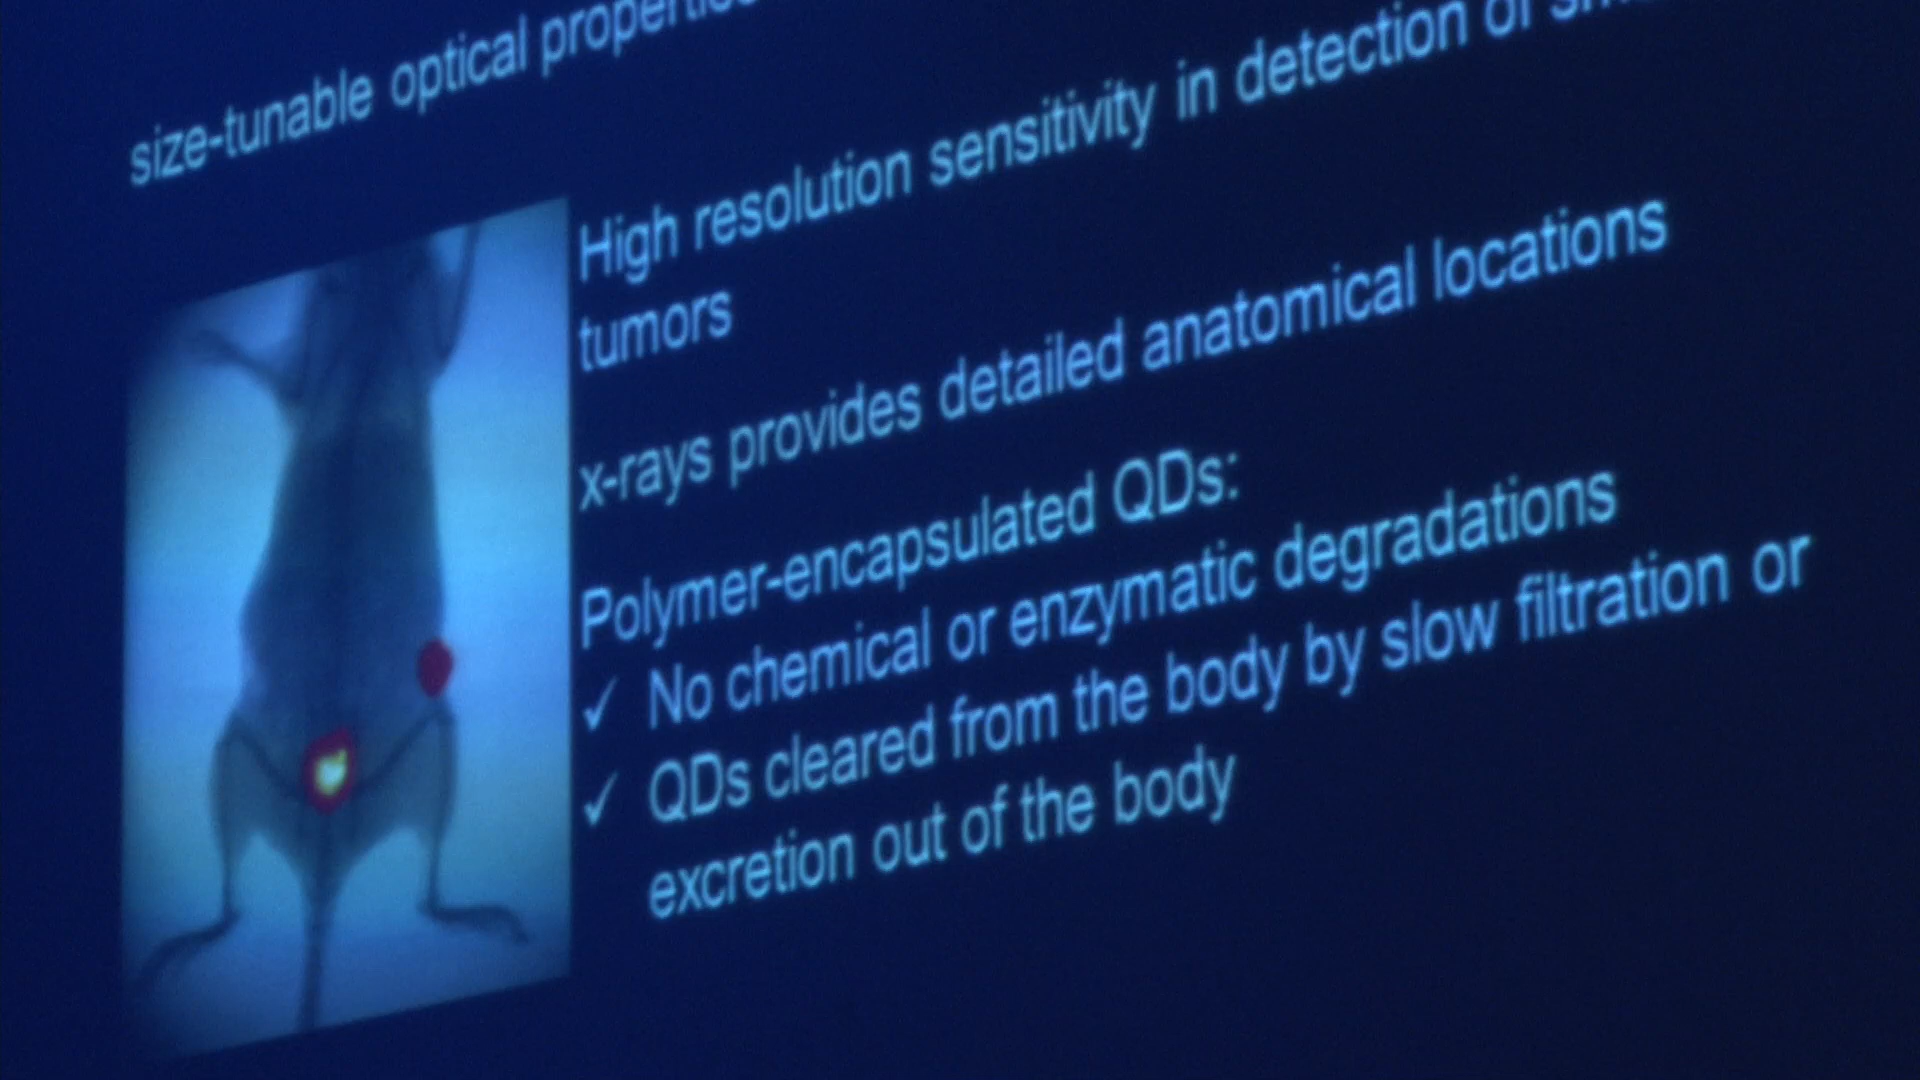 size-tunable optical
High resolution sensitivity in detection of
tumors
x-rays provides detailed anatomical locations
Polymer-encapsulated QDs:
✓ No chemical or enzymatic degradations
✓ QDs cleared from the body by slow filtration or
excretion out of the body